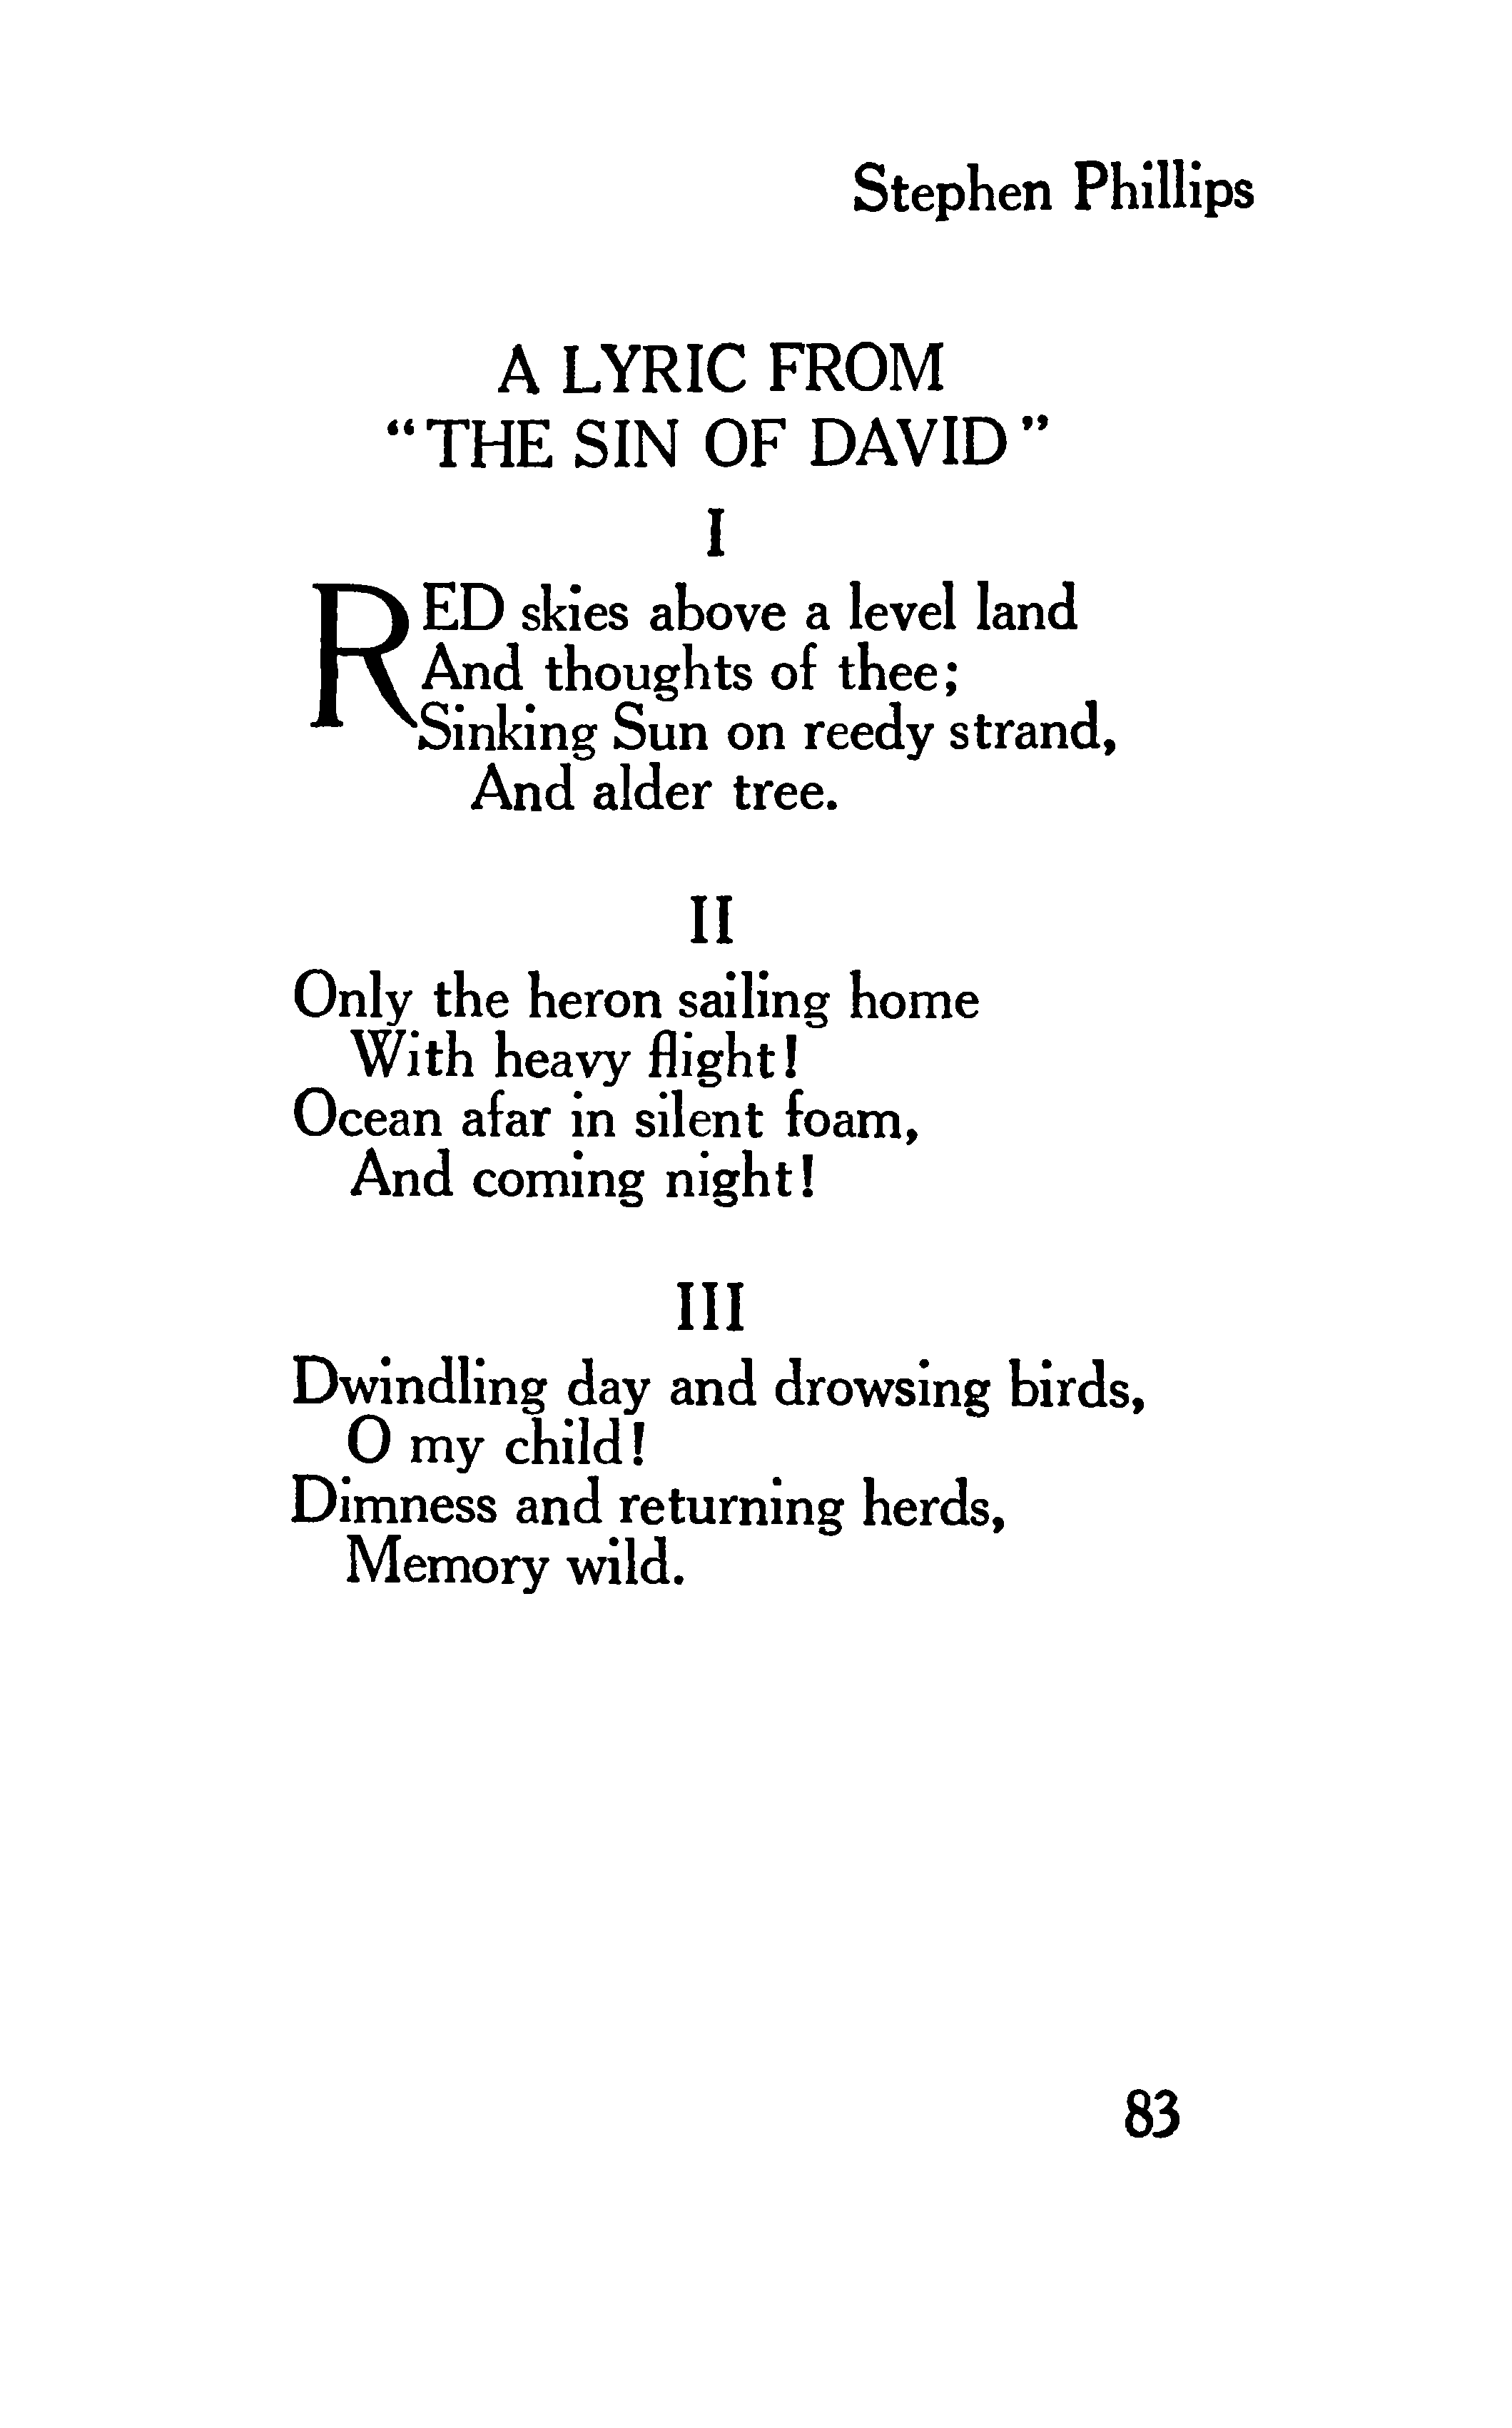 Stephen Phillips
A LYRIC FROM
“THE SIN OF DAVID”
I
RED skies above a level land
And thoughts of thee;
Sinking Sun on reedy strand,
And alder tree.
II
Only the heron sailing home
With heavy flight!
Ocean afar in silent foam,
And coming night!
III
Dwindling day and drowsing birds,
O my child!
Dimness and returning herds,
Memory wild.
83